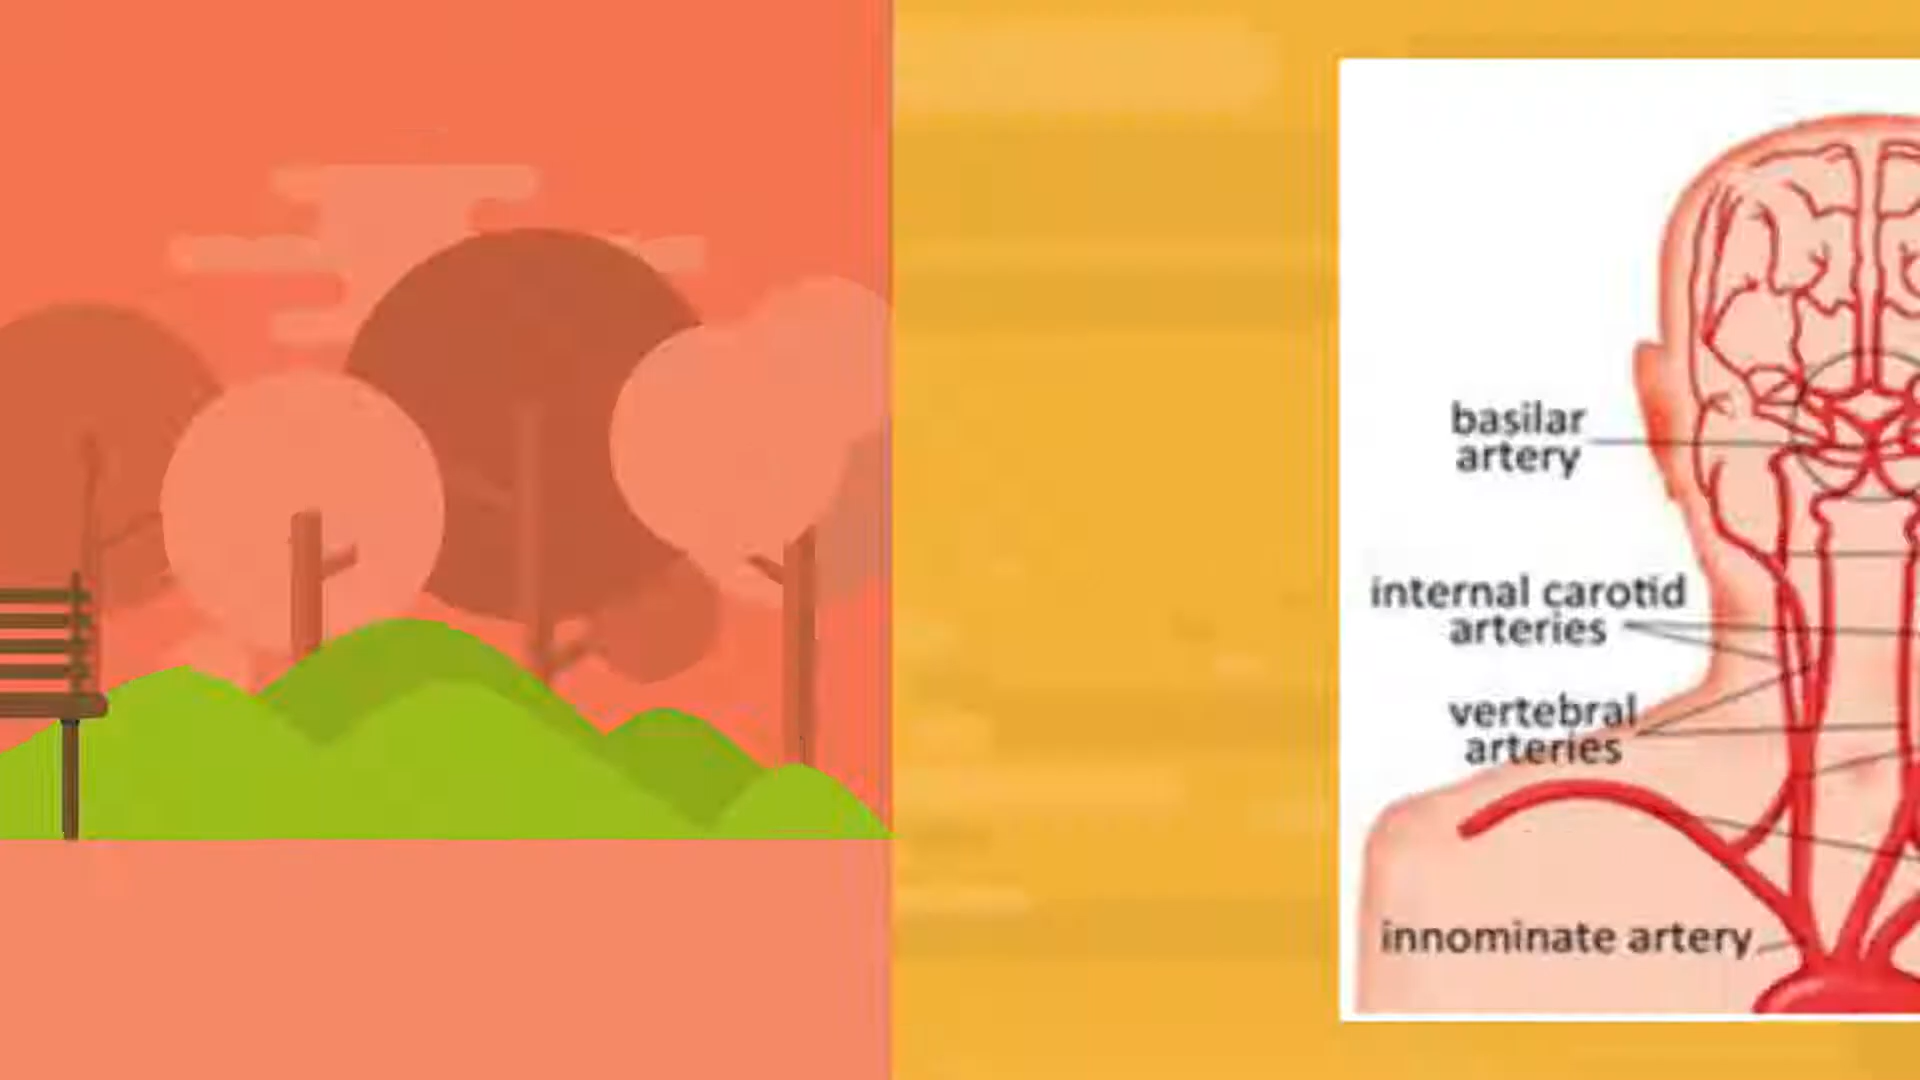 basilar
artery
internal carotid
arteries
vertebral
arteries
innominate artery